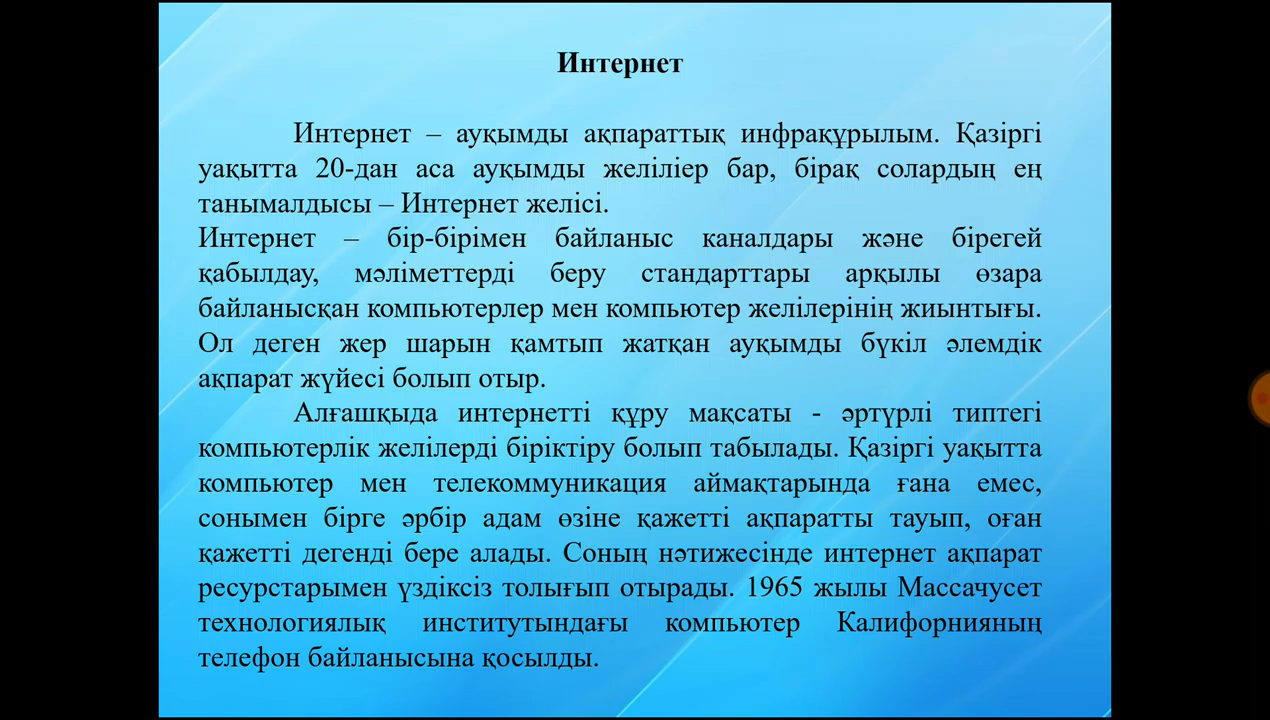 Интернет
Интернет – ауқымды ақпараттық инфрақұрылым. Қазіргі
уақытта 20-дан аса ауқымды желіліер бар, бірақ солардың ең
танымалдысы – Интернет желісі.
Интернет – бір-бірімен байланыс каналдары және бірегей
қабылдау, мәліметтерді беру стандарттары арқылы өзара
байланысқан компьютерлер мен компьютер желілерінің жиынтығы.
Ол деген жер шарын қамтып жатқан ауқымды бүкіл әлемдік
ақпарат жүйесі болып отыр.
Алғашқыда интернетті құру мақсаты - әртүрлі типтегі
компьютерлік желілерді біріктіру болып табылады. Қазіргі уақытта
компьютер мен телекоммуникация аймақтарында ғана емес,
сонымен бірге әрбір адам өзіне қажетті ақпаратты тауып, оған
қажетті дегенді бере алады. Соның нәтижесінде интернет ақпарат
ресурстарымен үздіксіз толығып отырады. 1965 жылы Массачусет
технологиялық институтындағы компьютер Калифорнияның
телефон байланысына қосылды.